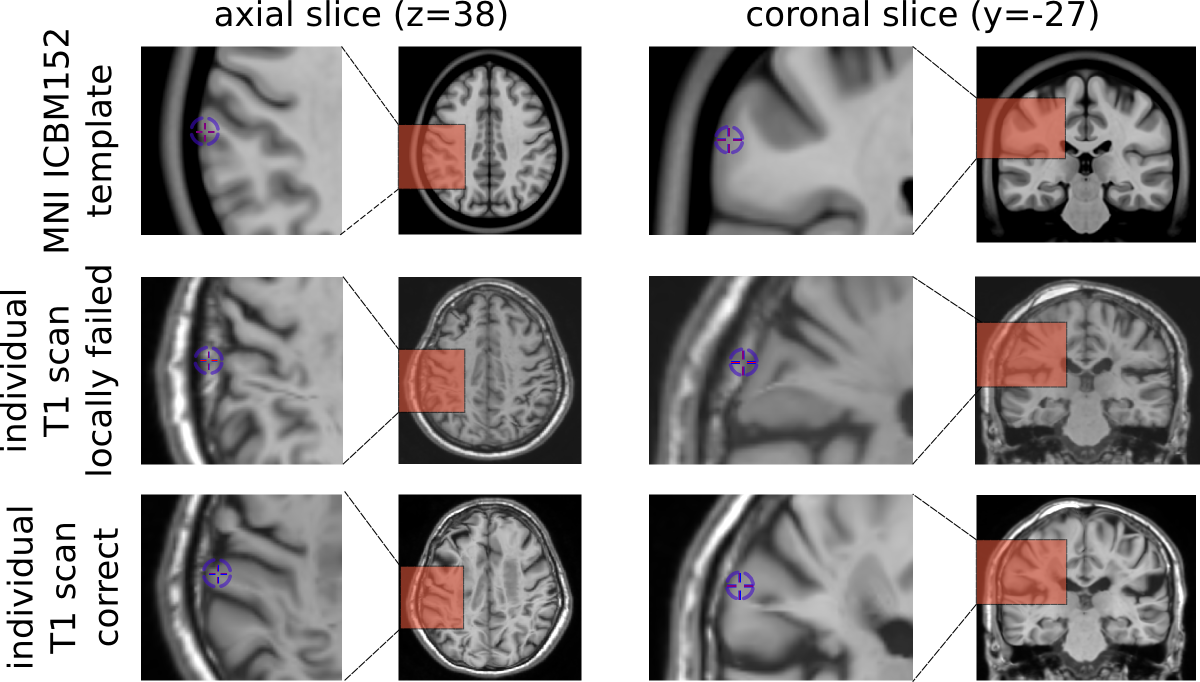 axial slice (z=38)
coronal slice (y=-27)
MNI ICBM152
template
individual
T1 scan
locally failed
individual
T1 scan
correct